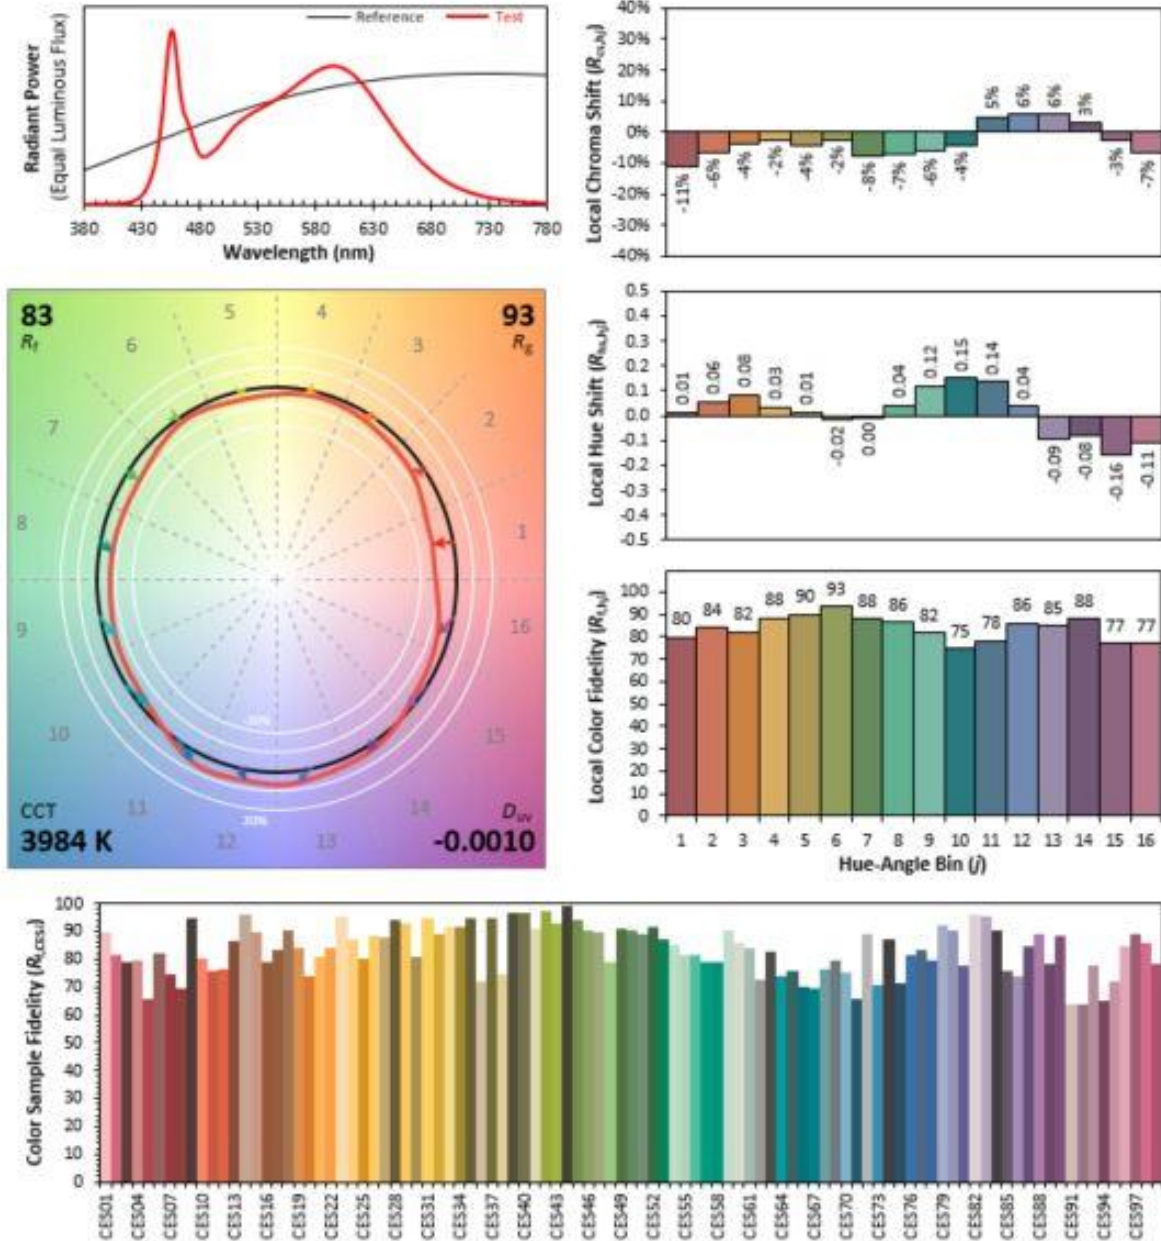 Reference Test
Radiant Power
(Equal Luminous Flux)
380 430 480 530 580 630 680 730 780
Wavelength (nm)
Local Chroma Shift (Rcs,hj)
40%
30%
20%
10%
0%
-10%
-20%
-30%
-40%
-11% -6% -4% -2% -4% -2% -8% -7% -6% -4% 5% 6% 6% 3% -3% -7%
83
Rf
93
Rg
5 4
6 3
7 2
8 1
9 16
10 15
11 14
12 13
-20%
20%
CCT
3984 K
Duv
-0.0010
Local Hue Shift (Rhs,hj)
0.5
0.4
0.3
0.2
0.1
0.0
-0.1
-0.2
-0.3
-0.4
-0.5
0.01 0.06 0.08 0.03 0.01 -0.02 0.00 0.04 0.12 0.15 0.14 0.04 -0.09 -0.08 -0.16 -0.11
Local Color Fidelity (Rf,hj)
100
90
80
70
60
50
40
30
20
10
0
80 84 82 88 90 93 88 86 82 75 78 86 85 88 77 77
1 2 3 4 5 6 7 8 9 10 11 12 13 14 15 16
Hue-Angle Bin (j)
Color Sample Fidelity (Rf,CESi)
100
90
80
70
60
50
40
30
20
10
0
CES01 CES04 CES07 CES10 CES13 CES16 CES19 CES22 CES25 CES28 CES31 CES34 CES37 CES40 CES43 CES46 CES49 CES52 CES55 CES58 CES61 CES64 CES67 CES70 CES73 CES76 CES79 CES82 CES85 CES88 CES91 CES94 CES97